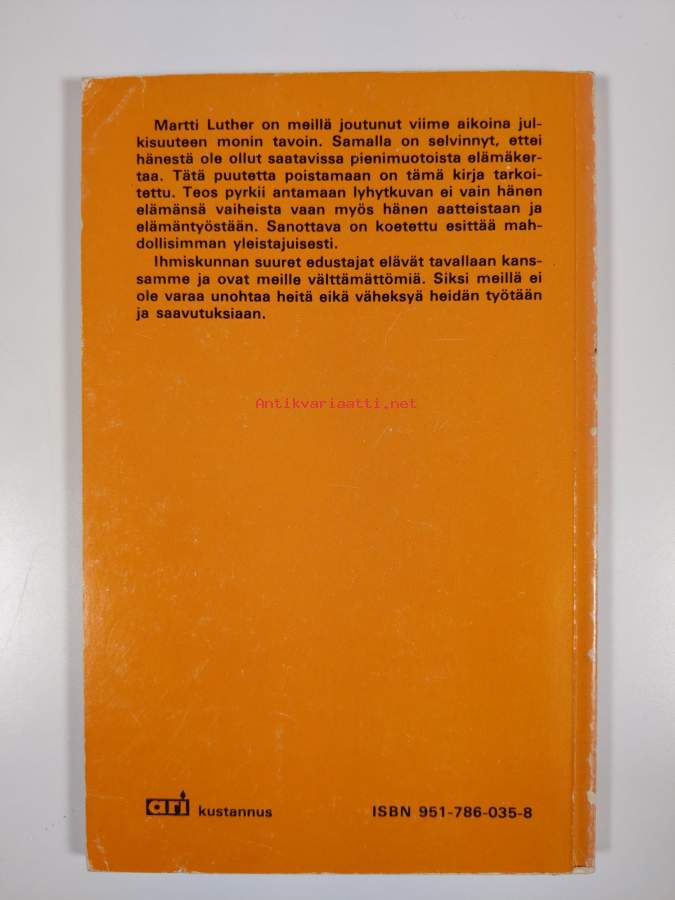 Martti Luther on meillä joutunut viime aikoina jul-
kisuuteen monin tavoin. Samalla on selvinnyt, ettei
hänestä ole ollut saatavissa pienimuotoista elämäker-
taa. Tätä puutetta poistamaan on tämä kirja tarkoi-
tettu. Teos pyrkii antamaan lyhytkuvan ei vain hänen
elämänsä vaiheista vaan myös hänen aatteistaan ja
elämäntyöstään. Sanottava on koetettu esittää mah-
dollisimman yleistajuisesti.
Ihmiskunnan suuret edustajat elävät tavallaan kans-
samme ja ovat meille välttämättömiä. Siksi meillä ei
ole varaa unohtaa heitä eikä väheksyä heidän työtään
ja saavutuksiaan.
Antikvariaatti.net
ari kustannus ISBN 951-786-035-8